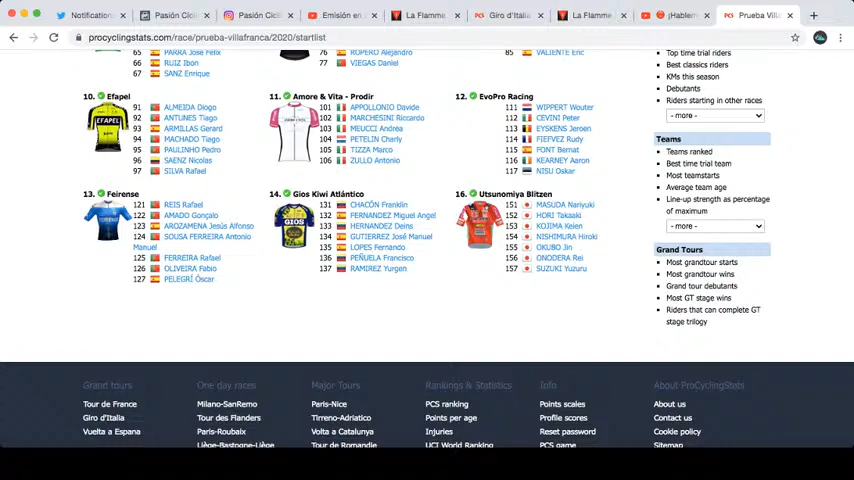 Notification
Pasión Cicli
Pasión Cicli
Emisión en
La Flamme
Giro d'Italia
La Flamme
¡Hablem
Prueba Villa
procyclingstats.com/race/prueba-villafranca/2020/startlist
65 PARRA José Félix
66 RUIZ Ibon
67 SANZ Enrique
76 ROPERO Alejandro
77 VIEGAS Daniel
85 VALIENTE Eric
10. Efapel
91 ALMEIDA Diogo
92 ANTUNES Tiago
93 ARMILLAS Gerard
94 MACHADO Tiago
95 PAULINHO Pedro
96 SAENZ Nicolas
97 SILVA Rafael
11. Amore & Vita - Prodir
101 APPOLLONIO Davide
102 MARCHESINI Riccardo
103 MEUCCI Andrea
104 PETELIN Charly
105 TIZZA Marco
106 ZULLO Antonio
12. EvoPro Racing
111 WIPPERT Wouter
112 CEVINI Peter
113 EYSKENS Jeroen
114 FIEFVEZ Rudy
115 FONT Bernat
116 KEARNEY Aaron
117 NISU Oskar
13. Feirense
121 REIS Rafael
122 AMADO Gonçalo
123 AROZAMENA Jesús Alfonso
124 SOUSA FERREIRA Antonio
Manuel
125 FERREIRA Rafael
126 OLIVEIRA Fabio
127 PELEGRÍ Óscar
14. Gios Kiwi Atlántico
131 CHACÓN Franklin
132 FERNANDEZ Miguel Angel
133 HERNANDEZ Deins
134 GUTIERREZ José Manuel
135 LOPES Fernando
136 PEÑUELA Francisco
137 RAMIREZ Yurgen
16. Utsunomiya Blitzen
151 MASUDA Nariyuki
152 HORI Takaaki
153 KOJIMA Keien
154 NISHIMURA Hiroki
155 OKUBO Jin
156 ONODERA Rei
157 SUZUKI Yuzuru
Top time trial riders
Best classics riders
KMs this season
Debutants
Riders starting in other races
- more -
Teams
Teams ranked
Best time trial team
Most teamstarts
Average team age
Line-up strength as percentage
of maximum
- more -
Grand Tours
Most grandtour starts
Most grandtour wins
Grand tour debutants
Most GT stage wins
Riders that can complete GT
stage trilogy
Grand tours
Tour de France
Giro d'Italia
Vuelta a Espana
One day races
Milano-SanRemo
Tour des Flanders
Paris-Roubaix
Liège-Bastogne-Liège
Major Tours
Paris-Nice
Tirreno-Adriatico
Volta a Catalunya
Tour de Romandie
Rankings & Statistics
PCS ranking
Points per age
Injuries
UCI World Ranking
Info
Points scales
Profile scores
Reset password
PCS game
About ProCyclingStats
About us
Contact us
Cookie policy
Sitemap